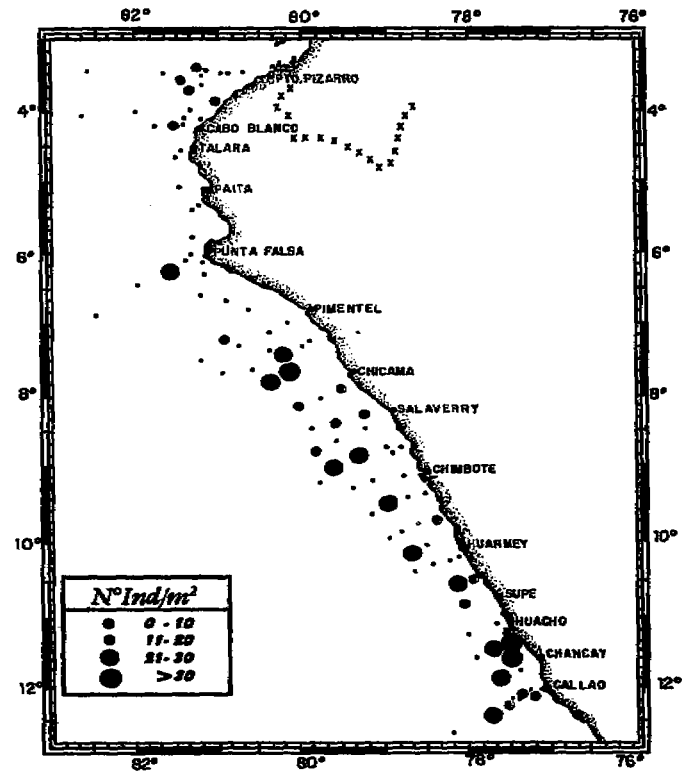 82° 80° 78° 76°
PTO.PIZARRO
4° 4°
CABO BLANCO
TALARA
PAITA
6° PUNTA FALSA 6°
PIMENTEL
CHICAMA
8° SALAVERRY 8°
CHIMBOTE
10° HUARMEY 10°
SUPE
HUACHO
CHANCAY
CALLAO
12° 12°
N°Ind/m²
0 - 10
11- 20
21- 30
>30
82° 80° 78° 76°